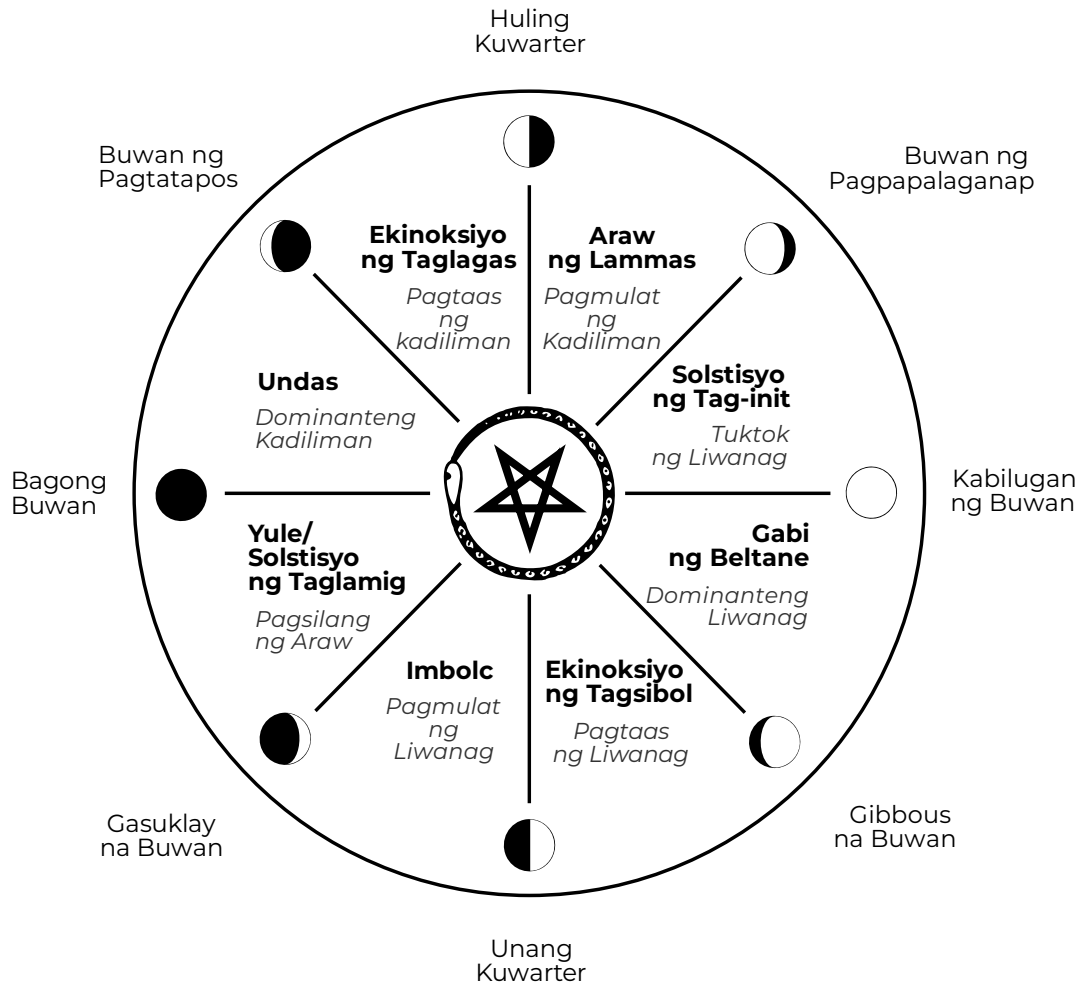 Huling
Kuwarter
Buwan ng
Pagtatapos
Buwan ng
Pagpapalaganap
Ekinoksiyo
ng Taglagas
Pagtaas
ng
kadiliman
Araw
ng Lammas
Pagmulat
ng
Kadiliman
Undas
Dominanteng
Kadiliman
Solstisyo
ng Tag-init
Tuktok
ng Liwanag
Bagong
Buwan
Kabilugan
ng Buwan
Yule/
Solstisyo
ng Taglamig
Pagsilang
ng Araw
Gabi
ng Beltane
Dominanteng
Liwanag
Imbolc
Pagmulat
ng
Liwanag
Ekinoksiyo
ng Tagsibol
Pagtaas
ng Liwanag
Gasuklay
na Buwan
Gibbous
na Buwan
Unang
Kuwarter